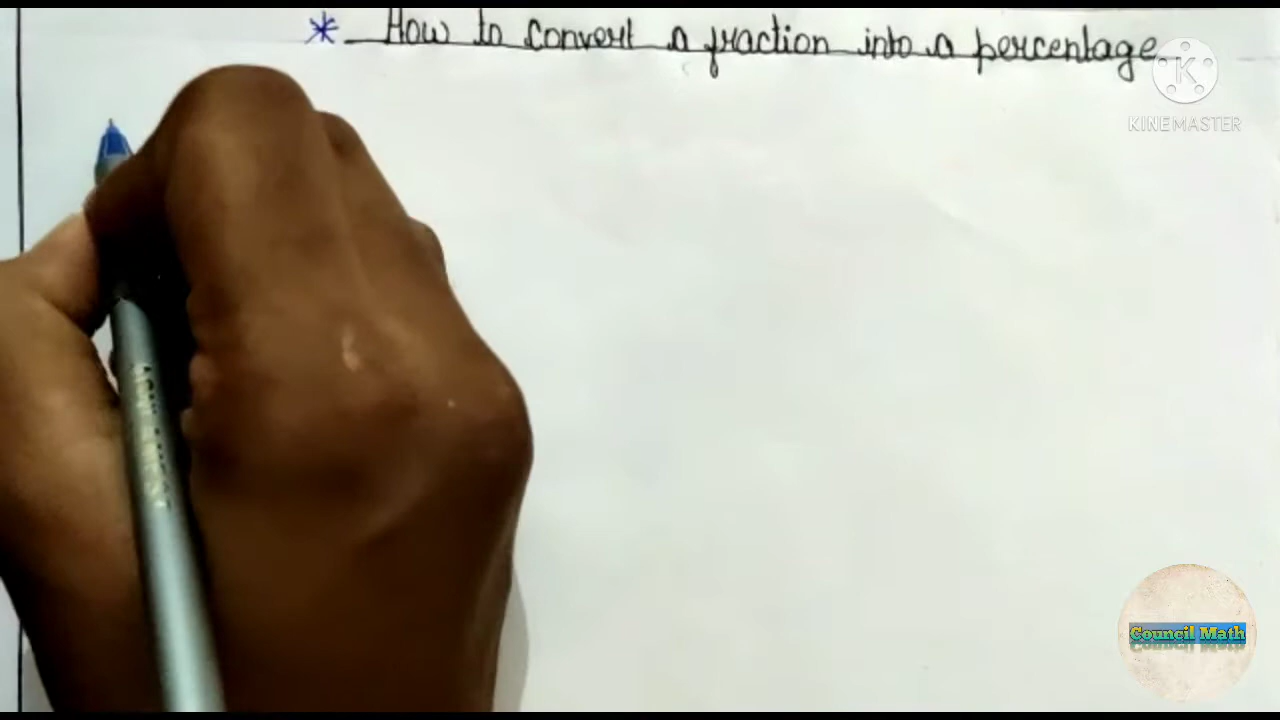 * How to convert a fraction into a percentage
K
KINEMASTER
Council Math